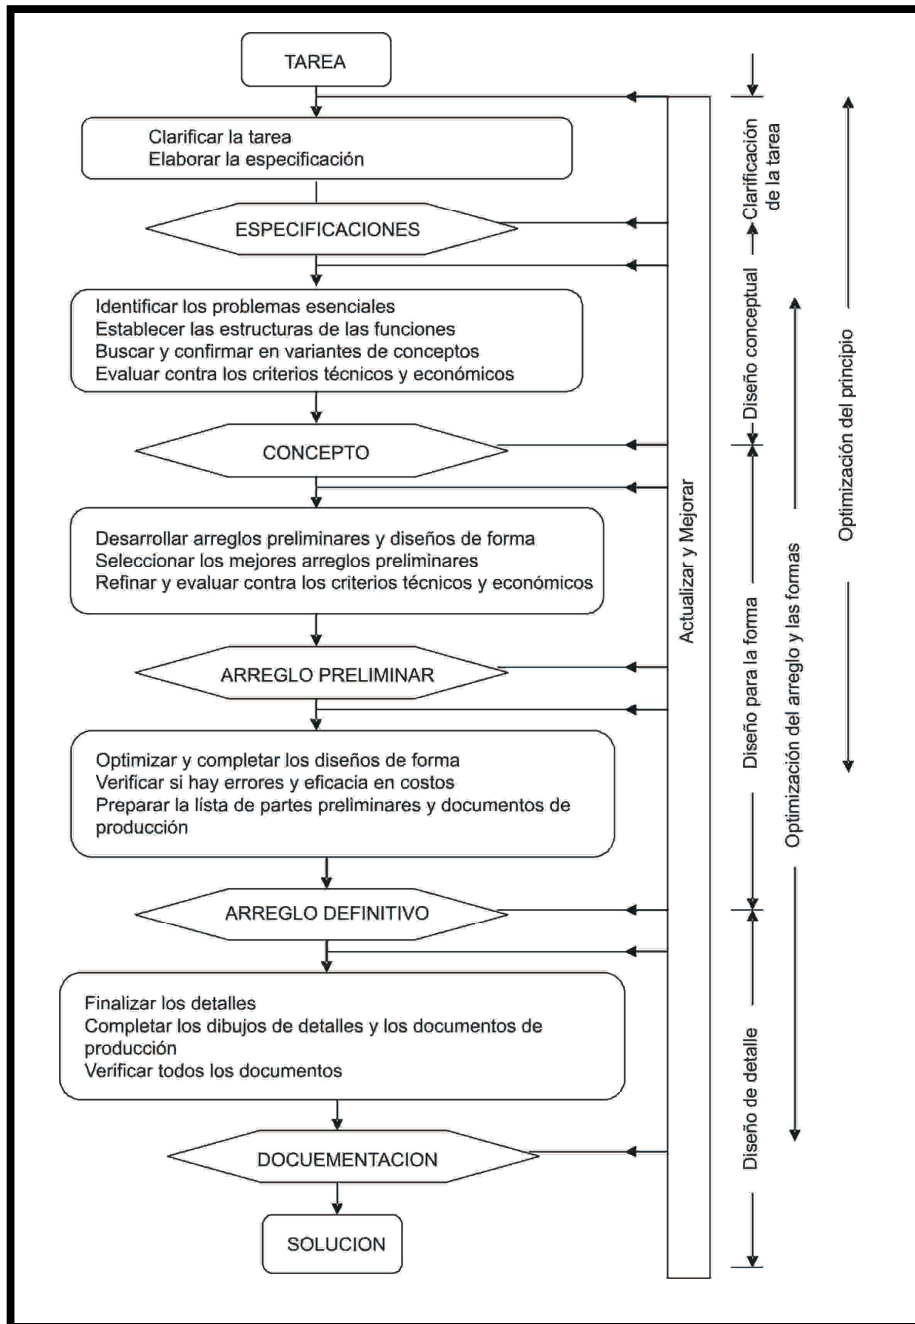 TAREA
Clarificar la tarea
Elaborar la especificación
ESPECIFICACIONES
Identificar los problemas esenciales
Establecer las estructuras de las funciones
Buscar y confirmar en variantes de conceptos
Evaluar contra los criterios técnicos y económicos
CONCEPTO
Desarrollar arreglos preliminares y diseños de forma
Seleccionar los mejores arreglos preliminares
Refinar y evaluar contra los criterios técnicos y económicos
ARREGLO PRELIMINAR
Optimizar y completar los diseños de forma
Verificar si hay errores y eficacia en costos
Preparar la lista de partes preliminares y documentos de
producción
ARREGLO DEFINITIVO
Finalizar los detalles
Completar los dibujos de detalles y los documentos de
producción
Verificar todos los documentos
DOCUEMENTACION
SOLUCION
Actualizar y Mejorar
Clarificación
de la tarea
Diseño conceptual
Diseño para la forma
Diseño de detalle
Optimización del arreglo y las formas
Optimización del principio